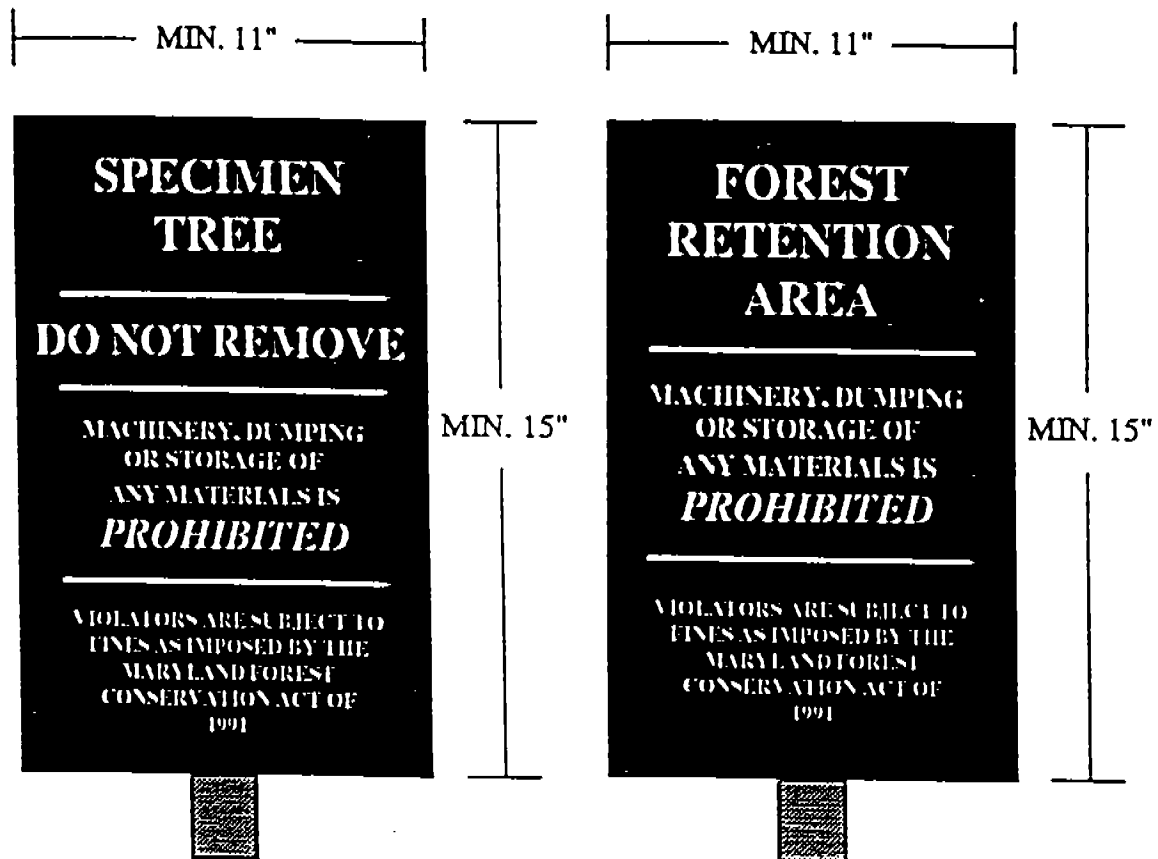 MIN. 11"
SPECIMEN
TREE
DO NOT REMOVE
MACHINERY, DUMPING
OR STORAGE OF
ANY MATERIALS IS
PROHIBITED
VIOLATORS ARE SUBJECT TO
FINES AS IMPOSED BY THE
MARYLAND FOREST
CONSERVATION ACT OF
1991
MIN. 15"
MIN. 11"
FOREST
RETENTION
AREA
MACHINERY, DUMPING
OR STORAGE OF
ANY MATERIALS IS
PROHIBITED
VIOLATORS ARE SUBJECT TO
FINES AS IMPOSED BY THE
MARYLAND FOREST
CONSERVATION ACT OF
1991
MIN. 15"